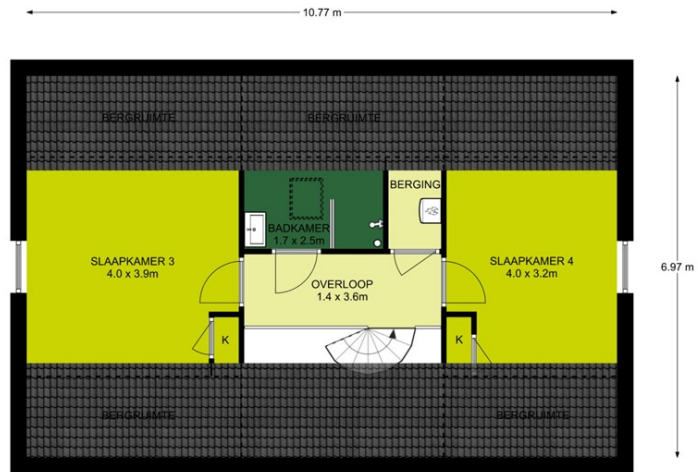 10.77 m
BERGRUIMTE
BERGRUIMTE
BERGING
BADKAMER
1.7 x 2.5m
SLAAPKAMER 3
4.0 x 3.9m
SLAAPKAMER 4
4.0 x 3.2m
6.97 m
OVERLOOP
1.4 x 3.6m
K
K
BERGRUIMTE
BERGRUIMTE